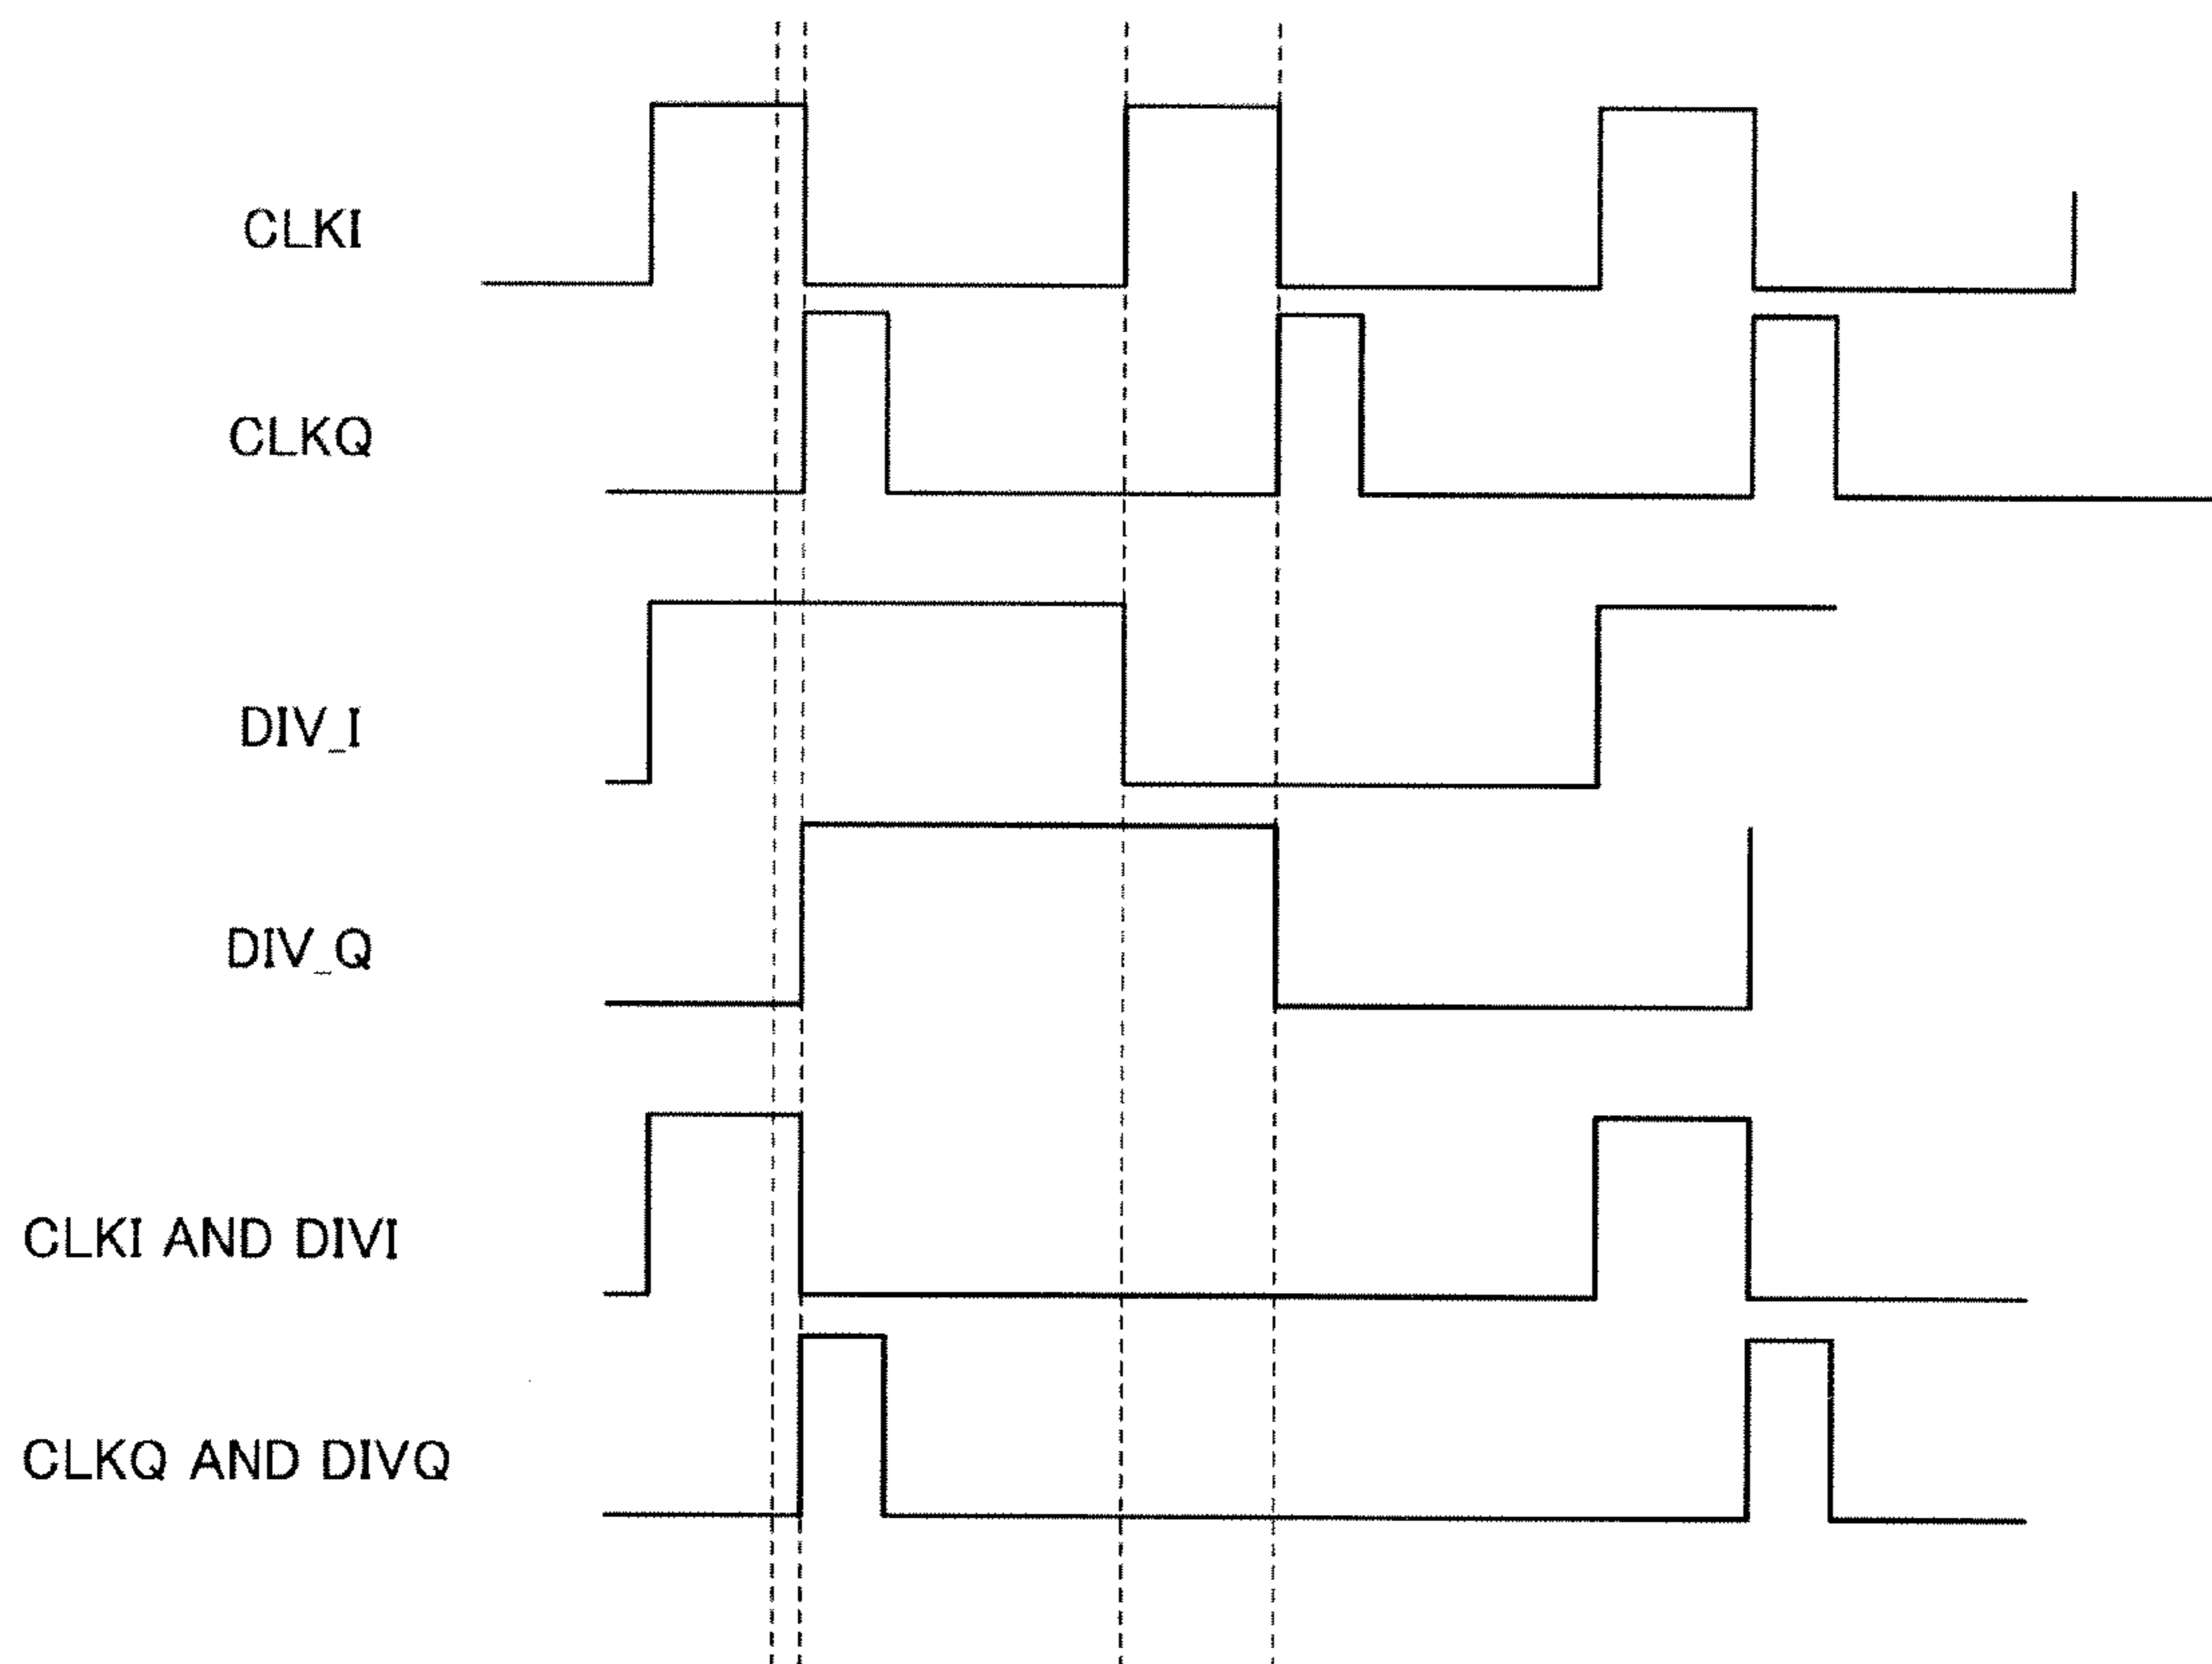 CLKI
CLKQ
DIV_I
DIV_Q
CLKI AND DIVI
CLKQ AND DIVQ